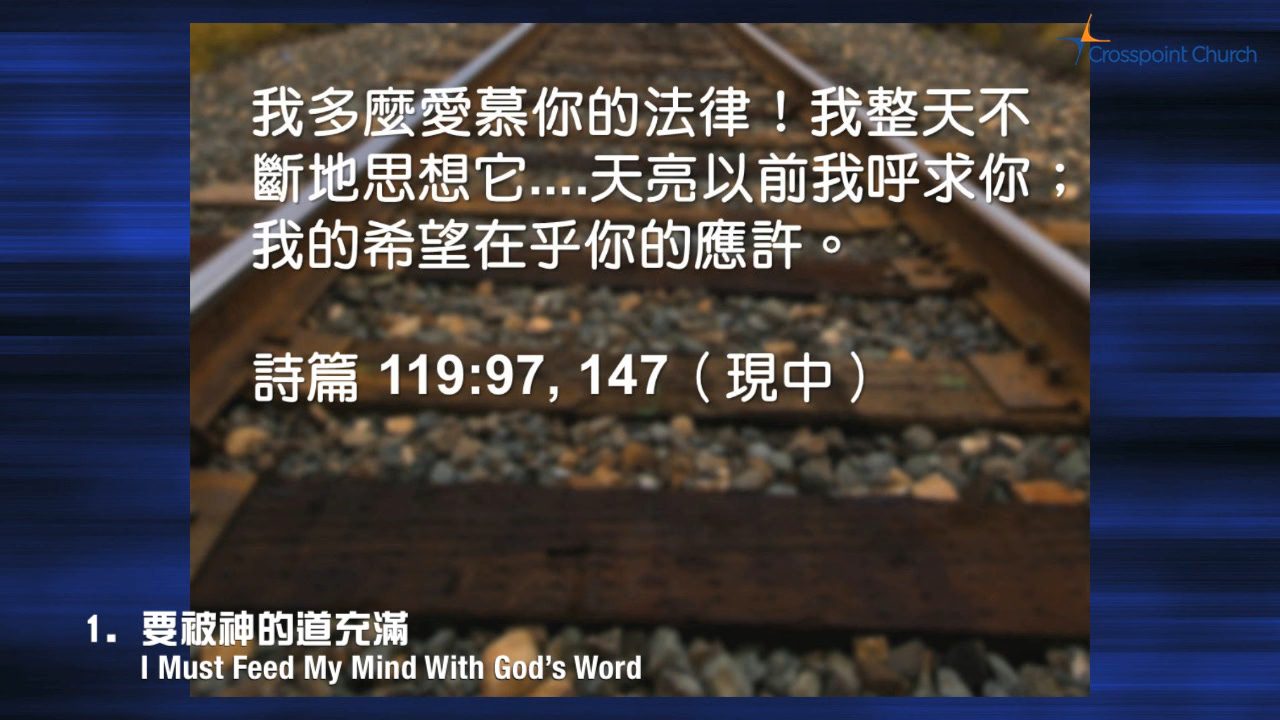 Crosspoint Church
我多麼愛慕你的法律！我整天不
斷地思想它....天亮以前我呼求你；
我的希望在乎你的應許。
詩篇 119:97, 147（現中）
1. 要被神的道充滿
I Must Feed My Mind With God’s Word